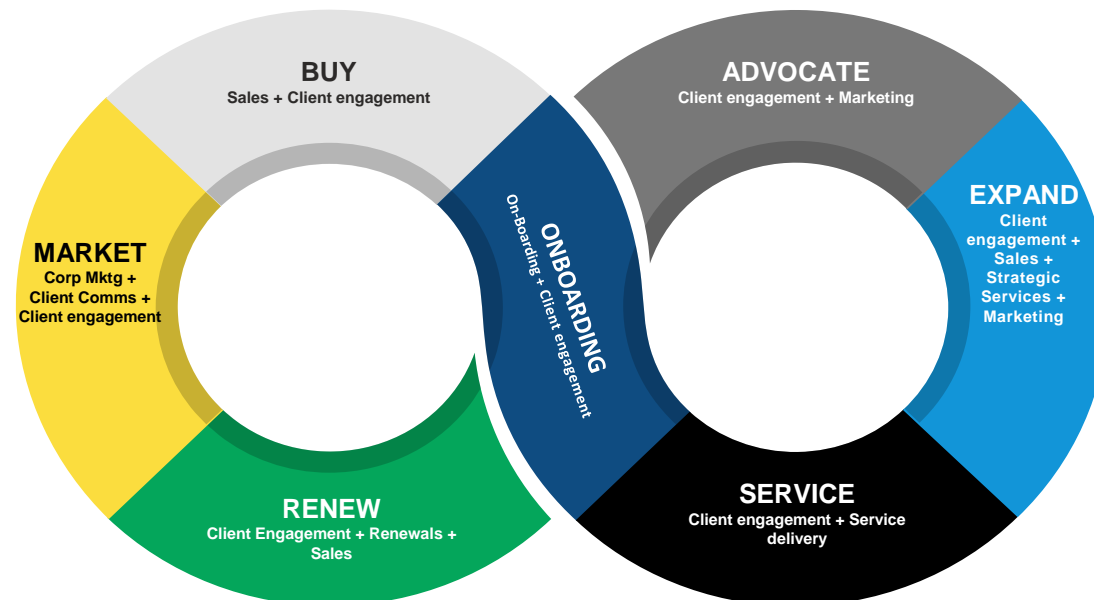 BUY
Sales + Client engagement
ADVOCATE
Client engagement + Marketing
MARKET
Corp Mktg +
Client Comms +
Client engagement
ONBOARDING
On-Boarding + Client engagement
EXPAND
Client
engagement +
Sales +
Strategic
Services +
Marketing
RENEW
Client Engagement + Renewals +
Sales
SERVICE
Client engagement + Service
delivery